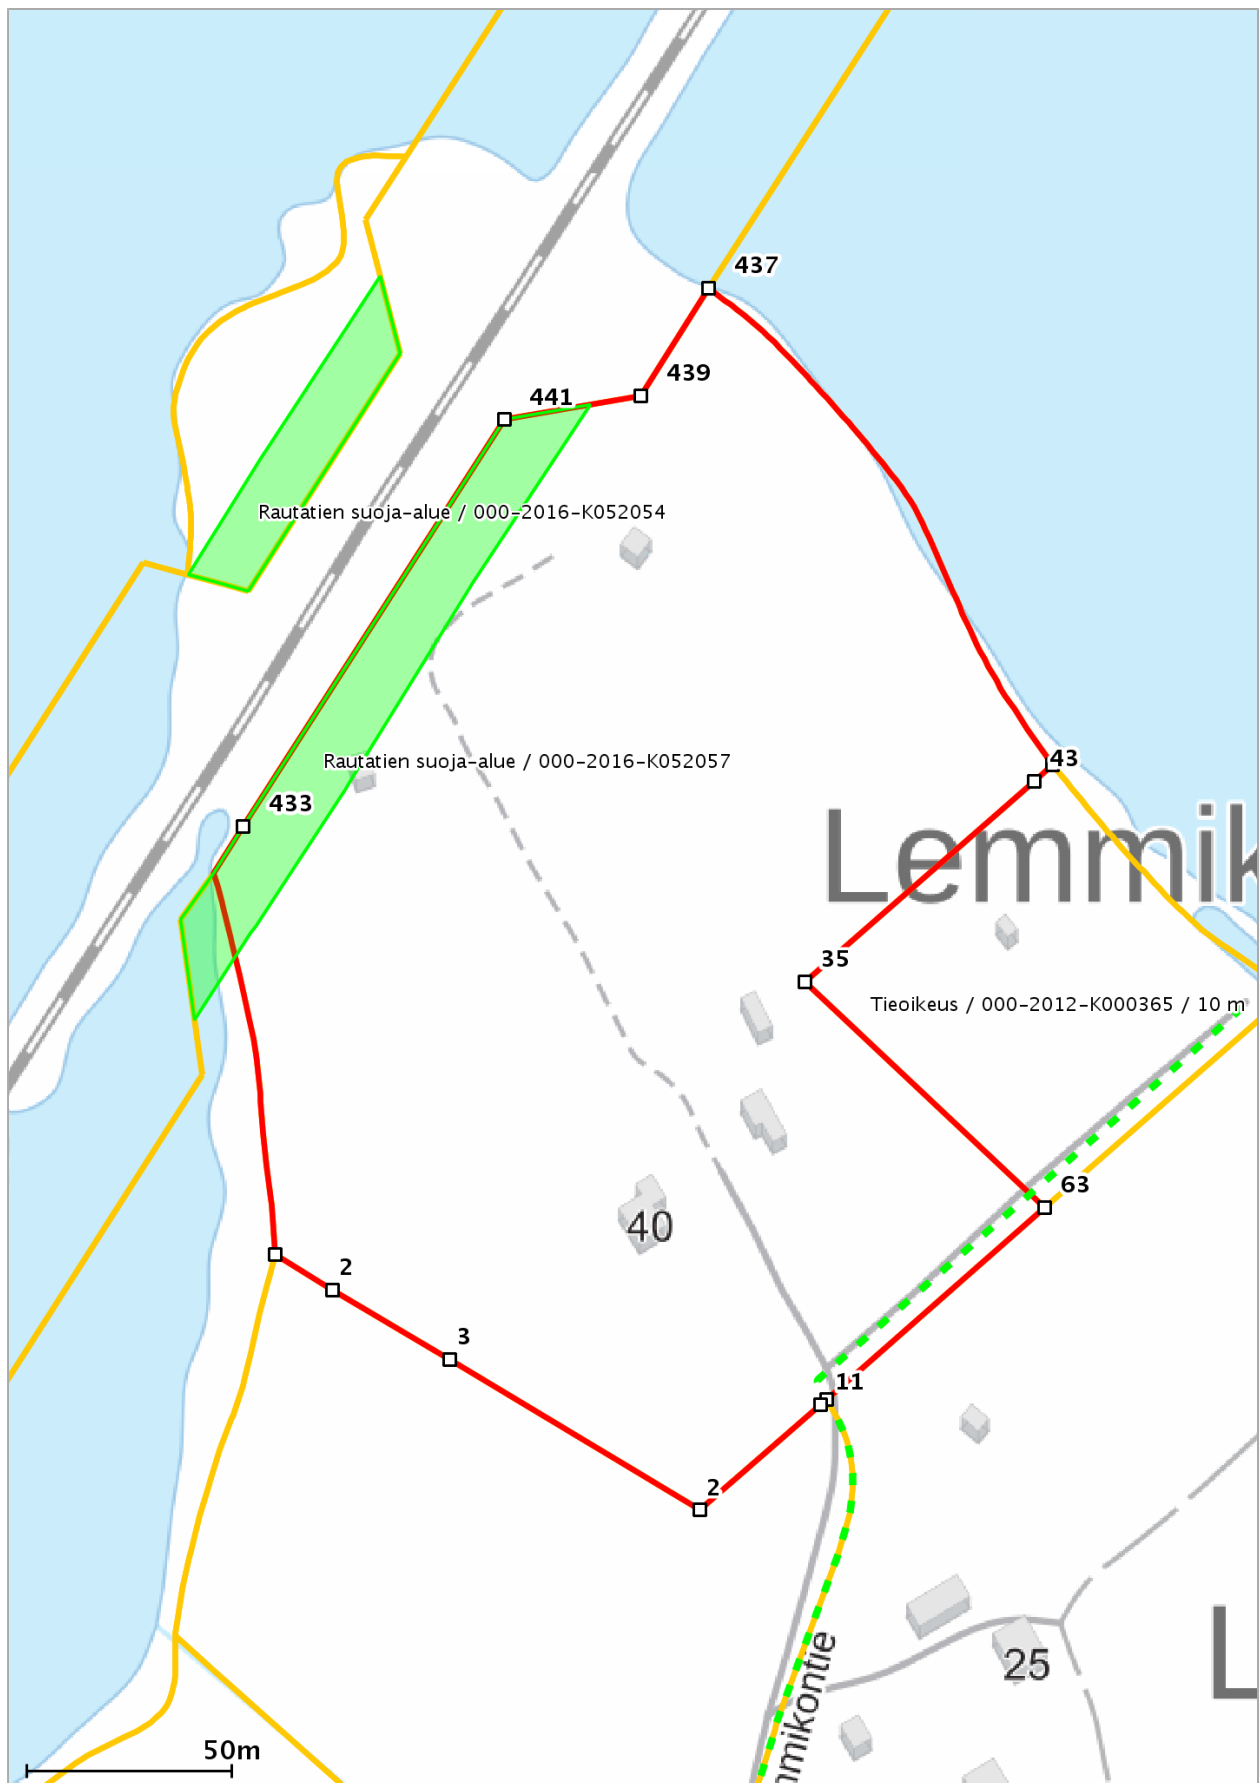 437
439
441
Rautatien suoja-alue / 000-2016-K052054
Rautatien suoja-alue / 000-2016-K052057
43
433
Lemmik
35
Tieoikeus / 000-2012-K000365 / 10 m
63
40
2
3
11
2
25
L
mmikontie
50m